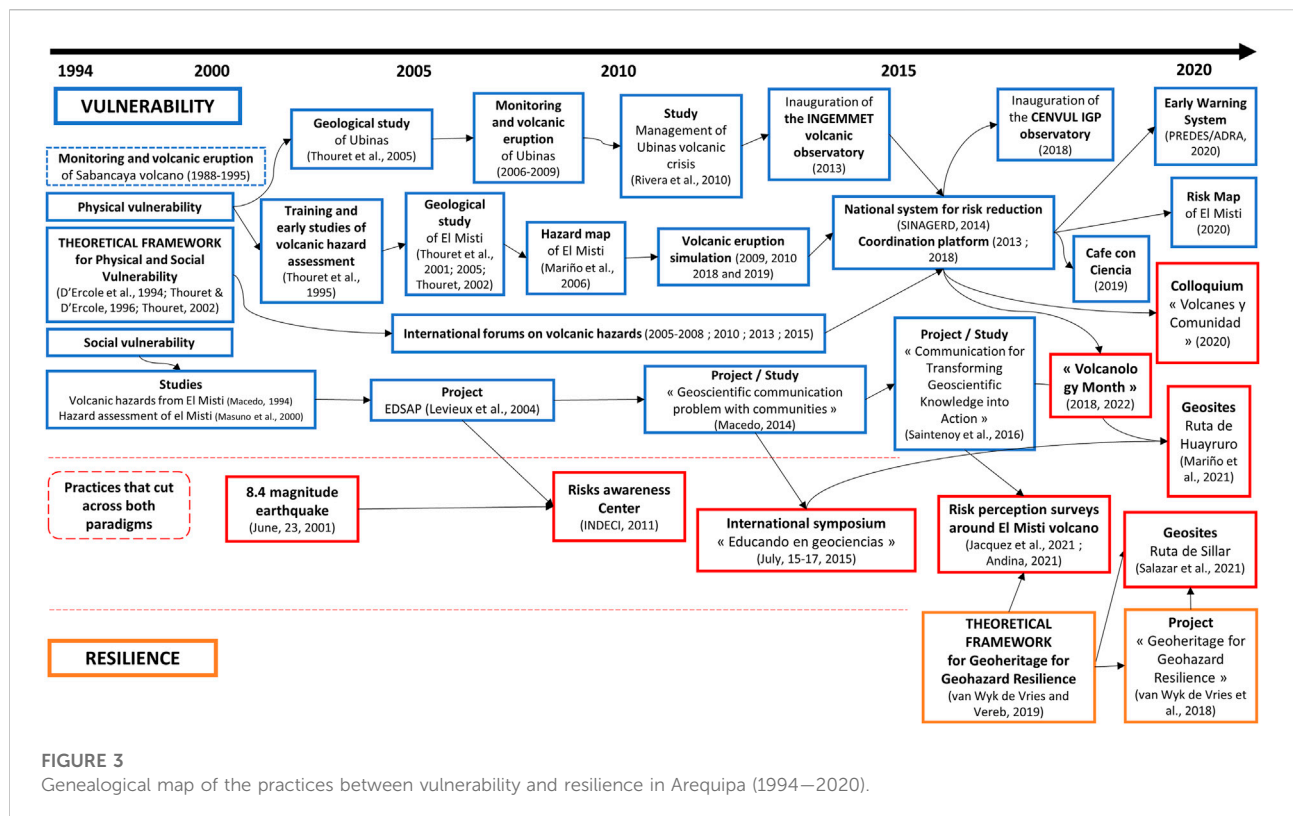 1994
2000
2005
2010
2015
2020
VULNERABILITY
Monitoring and volcanic eruption
of Sabancaya volcano (1988-1995)
Physical vulnerability
THEORETICAL FRAMEWORK
for Physical and Social
Vulnerability
(D'Ercole et al., 1994; Thouret &
D'Ercole, 1996; Thouret, 2002)
Social vulnerability
Geological study
of Ubinas
(Thouret et al., 2005)
Monitoring
and volcanic
eruption
of Ubinas
(2006-2009)
Study
Management of
Ubinas volcanic
crisis
(Rivera et al., 2010)
Inauguration of
the INGEMMET
volcanic
observatory
(2013)
Inauguration of
the CENVUL IGP
observatory
(2018)
Early Warning
System
(PREDES/ADRA,
2020)
Training and
early studies of
volcanic hazard
assessment
(Thouret et al.,
1995)
Geological
study
of El Misti
(Thouret et al.,
2001; 2005;
Thouret, 2002)
Hazard map
of El Misti
(Mariño et al.,
2006)
Volcanic eruption
simulation (2009, 2010
2018 and 2019)
National system for risk reduction
(SINAGERD, 2014)
Coordination platform (2013 ;
2018)
Risk Map
of El Misti
(2020)
Cafe con
Ciencia
(2019)
Colloquium
« Volcanes y
Comunidad
» (2020)
International forums on volcanic hazards (2005-2008 ; 2010 ; 2013 ; 2015)
Studies
Volcanic hazards from El Misti (Macedo, 1994)
Hazard assessment of el Misti (Masuno et al., 2000)
Project
EDSAP (Levieux et al., 2004)
Project / Study
« Geoscientific communication
problem with communities »
(Macedo, 2014)
Project / Study
« Communication for
Transforming
Geoscientific
Knowledge into
Action »
(Saintenoy et al., 2016)
« Volcanolo
gy Month »
(2018, 2022)
Geosites
Ruta de
Huayruro
(Mariño et
al., 2021)
Practices that cut
across both
paradigms
8.4 magnitude
earthquake
(June, 23, 2001)
Risks awareness
Center
(INDECI, 2011)
International symposium
« Educando en geociencias »
(July, 15-17, 2015)
Risk perception surveys
around El Misti volcano
(Jacquez et al., 2021 ;
Andina, 2021)
Geosites
Ruta de Sillar
(Salazar et al., 2021)
RESILIENCE
THEORETICAL
FRAMEWORK
for Geoheritage for
Geohazard Resilience
(van Wyk de Vries and
Vereb, 2019)
Project
« Geoheritage for
Geohazard
Resilience »
(van Wyk de Vries et
al., 2018)
FIGURE 3
Genealogical map of the practices between vulnerability and resilience in Arequipa (1994—2020).